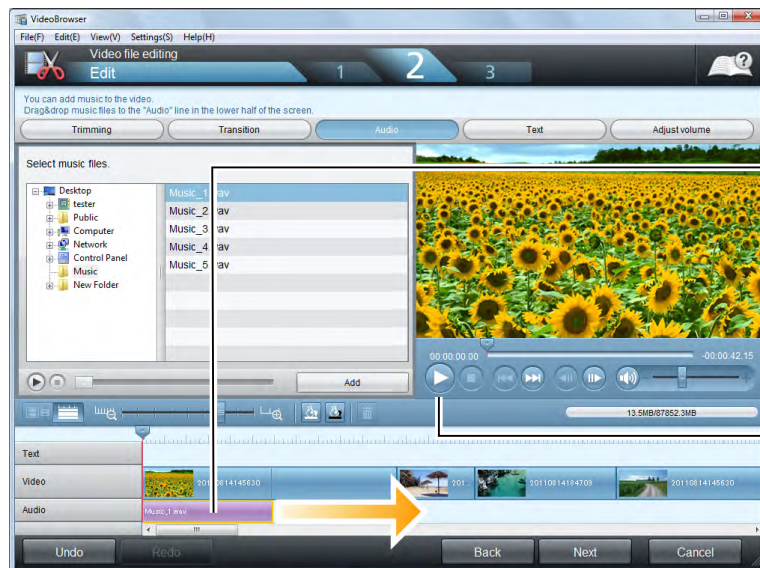 VideoBrowser
File(F) Edit(E) View(V) Settings(S) Help(H)
Video file editing
Edit
1
2
3
?
You can add music to the video.
Drag&drop music files to the "Audio" line in the lower half of the screen.
Trimming
Transition
Audio
Text
Adjust volume
Select music files.
Desktop
tester
Public
Computer
Network
Control Panel
Music
New Folder
Music_1.wav
Music_2.wav
Music_3.wav
Music_4.wav
Music_5.wav
Add
00:00:00.00
-00:00:42.15
13.5MB/87852.3MB
Text
Video
20110814145630
201...
20110814184703
20110814145630
Audio
Music_1.wav
Undo
Redo
Back
Next
Cancel